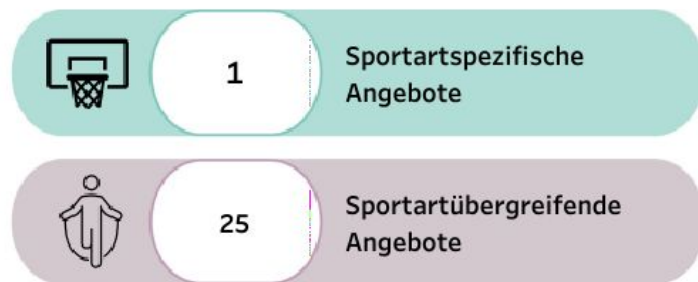 1
Sportartspezifische
Angebote
25
Sportartübergreifende
Angebote